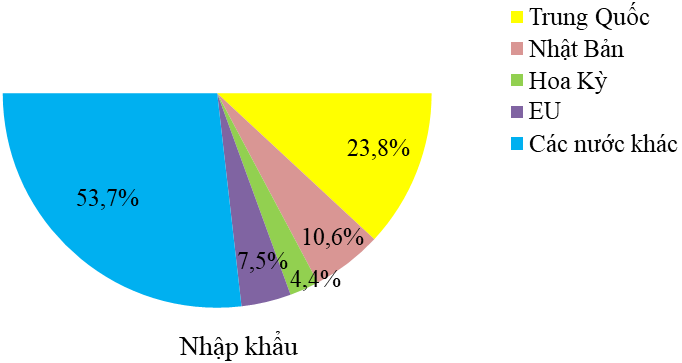 Trung Quốc
Nhật Bản
Hoa Kỳ
EU
Các nước khác
23,8%
53,7%
10,6%
7,5%
4,4%
Nhập khẩu